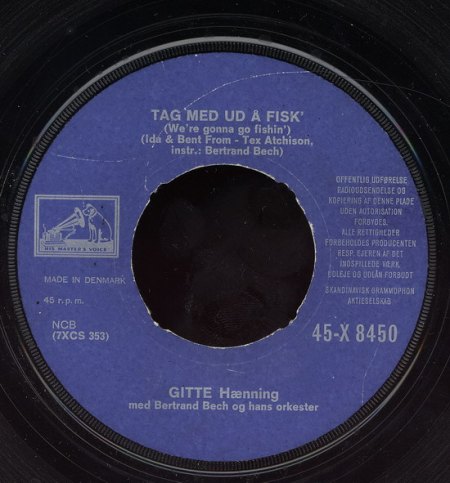 TAG MED UD Å FISK'
(We're gonna go fishin')
(Ida & Bent From - Tex Atchison,
instr.: Bertrand Bech)
HIS MASTER'S VOICE
MADE IN DENMARK
45 r.p.m.
NCB
(7XCS 353)
OFFENTLIG UDFØRELSE,
RADIOUDSENDELSE OG
KOPIERING AF DENNE PLADE
UDEN AUTORISATION
FORBYDES.
ALLE RETTIGHEDER
FORBEHOLDES PRODUCENTEN
RESP. EJEREN AF DET
INDSPILLEDE VÆRK.
UDLEJE OG UDLÅN FORBUDT
SKANDINAVISK GRAMMOPHON
AKTIESELSKAB
45-X 8450
GITTE Hænning
med Bertrand Bech og hans orkester